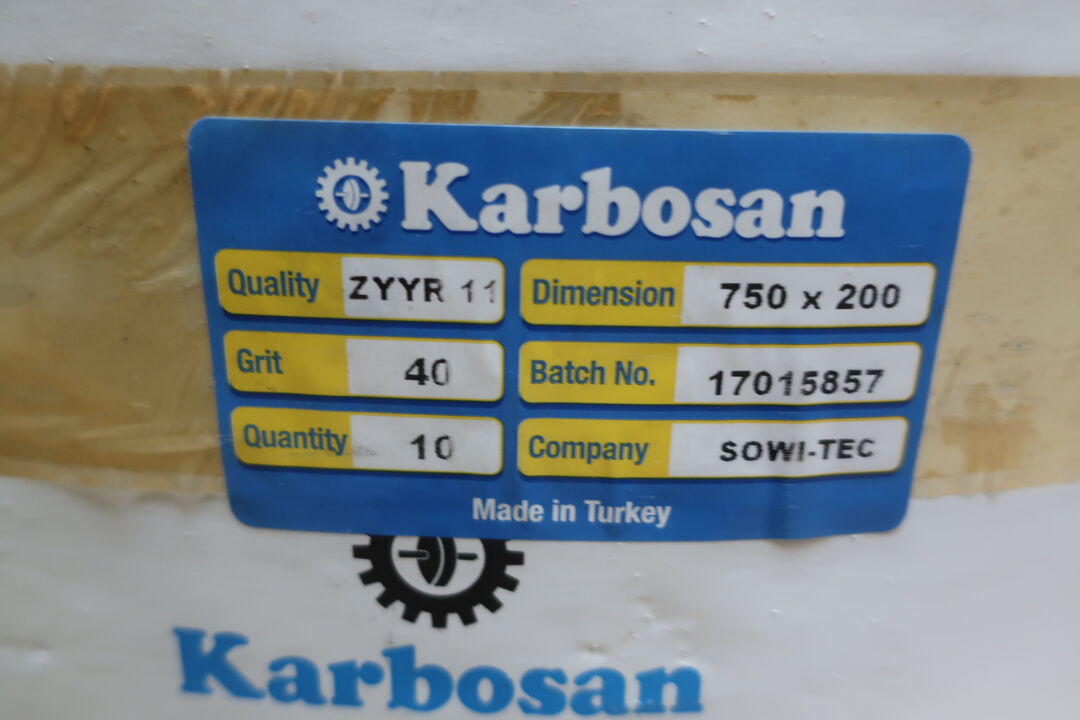 Karbosan
Quality ZYYR 11 Dimension 750 x 200
Grit 40 Batch No. 17015857
Quantity 10 Company SOWI-TEC
Made in Turkey
Karbosan